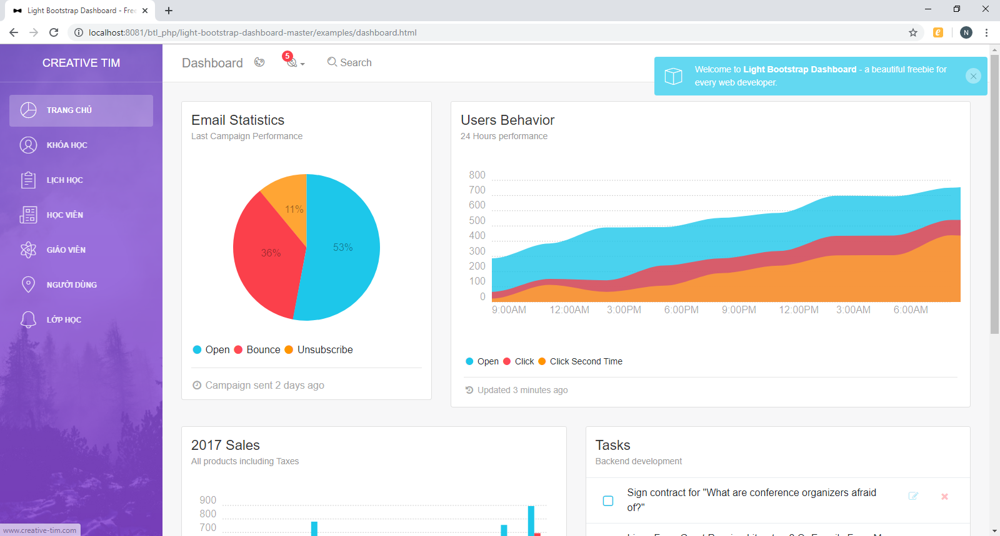 Light Bootstrap Dashboard - Free
localhost:8081/btl_php/light-bootstrap-dashboard-master/examples/dashboard.html
N
CREATIVE TIM
TRANG CHỦ
KHÓA HỌC
LỊCH HỌC
HỌC VIÊN
GIÁO VIÊN
NGƯỜI DÙNG
LỚP HỌC
www.creative-tim.com
Dashboard
5
Search
Welcome to Light Bootstrap Dashboard - a beautiful freebie for
every web developer.
Email Statistics
Last Campaign Performance
11%
53%
36%
Open Bounce Unsubscribe
Campaign sent 2 days ago
Users Behavior
24 Hours performance
800
700
600
500
400
300
200
100
0
9:00AM 12:00AM 3:00PM 6:00PM 9:00PM 12:00PM 3:00AM 6:00AM
Open Click Click Second Time
Updated 3 minutes ago
2017 Sales
All products including Taxes
900
800
700
Tasks
Backend development
Sign contract for "What are conference organizers afraid
of?"